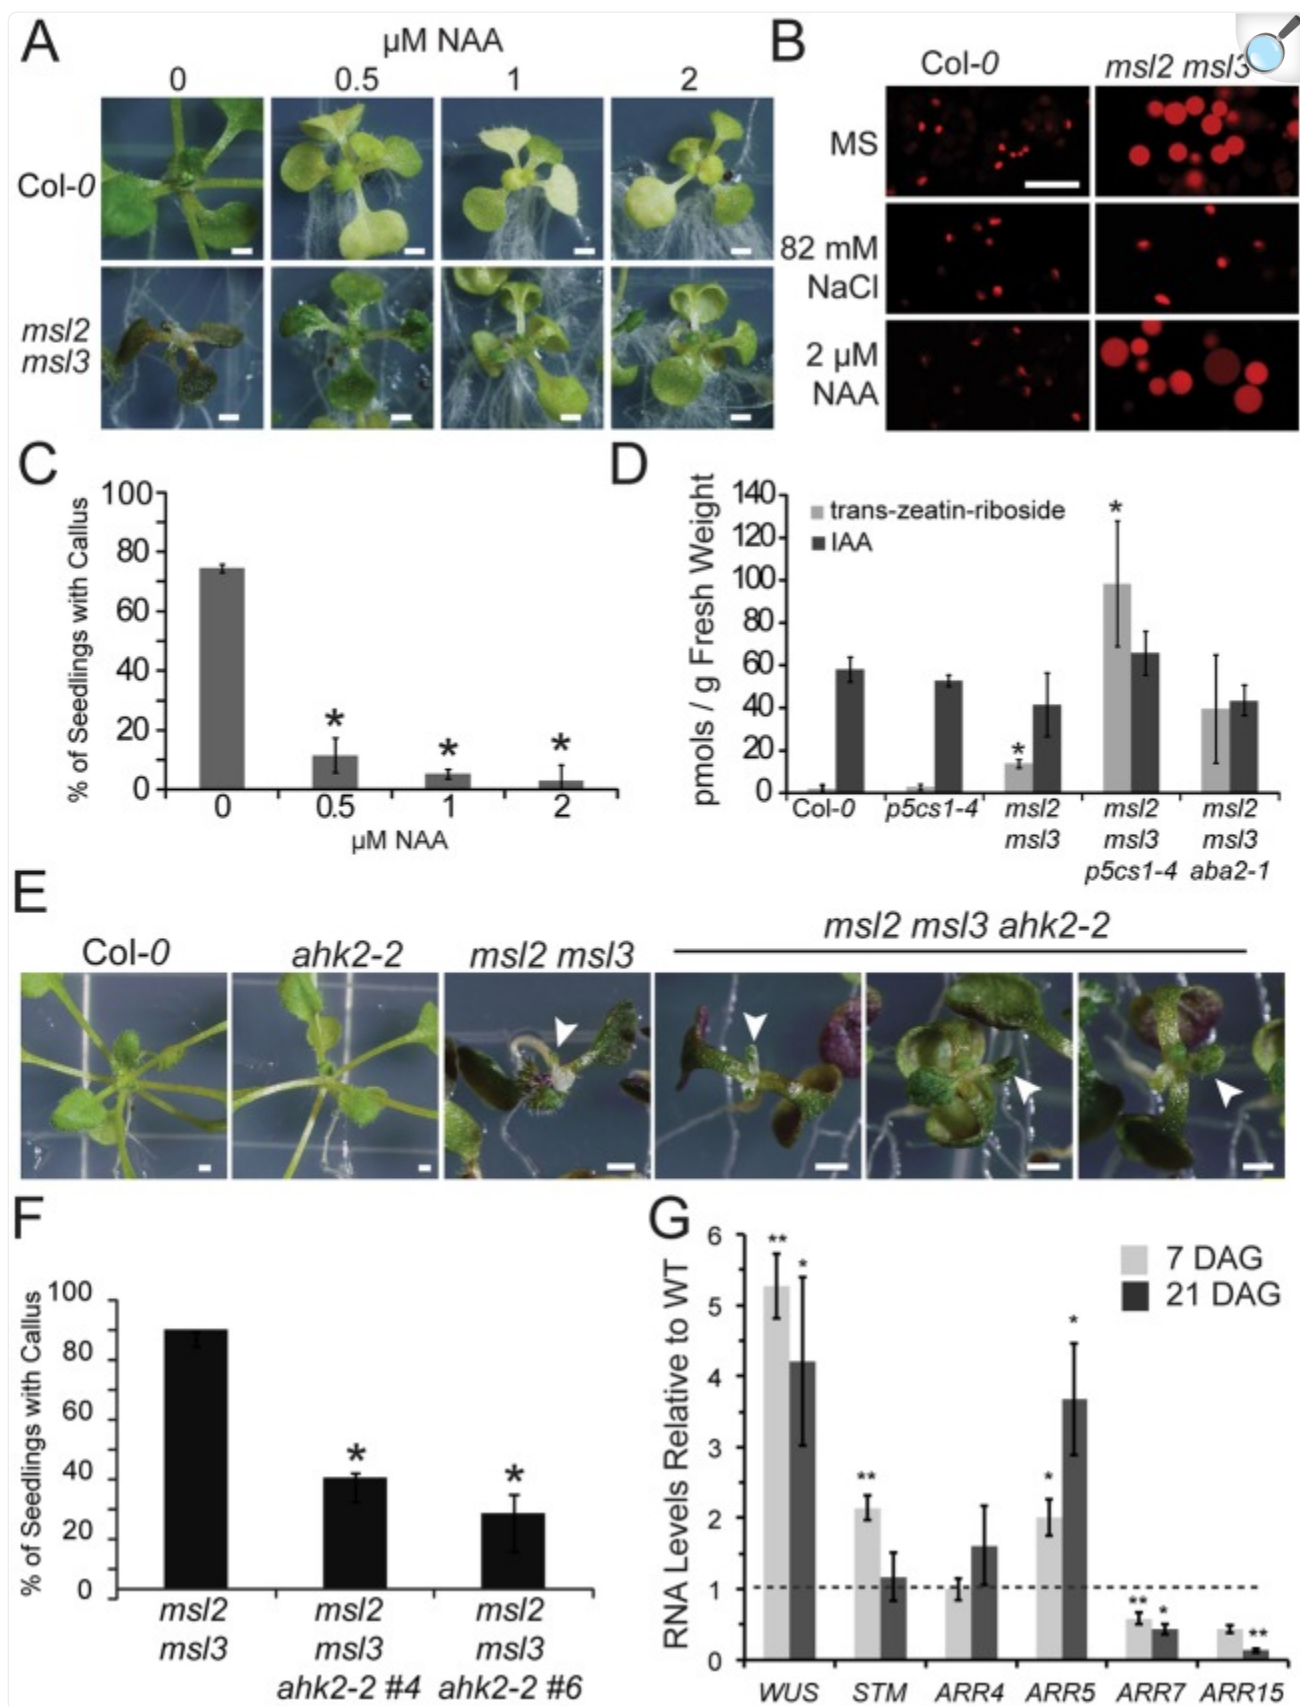 A
µM NAA
0
0.5
1
2
Col-0
msl2
msl3
B
Col-0
msl2 msl3
MS
82 mM
NaCl
2 µM
NAA
C
% of Seedlings with Callus
100
80
60
40
20
0
0
0.5
1
2
*
*
*
µM NAA
D
pmols / g Fresh Weight
140
120
100
80
60
40
20
0
trans-zeatin-riboside
IAA
*
*
Col-0
p5cs1-4
msl2
msl3
msl2
msl3
p5cs1-4
msl2
msl3
aba2-1
E
Col-0
ahk2-2
msl2 msl3
msl2 msl3 ahk2-2
F
% of Seedlings with Callus
100
80
60
40
20
0
*
*
msl2
msl3
msl2
msl3
ahk2-2 #4
msl2
msl3
ahk2-2 #6
G
RNA Levels Relative to WT
6
5
4
3
2
1
0
7 DAG
21 DAG
**
*
**
*
*
**
*
**
WUS
STM
ARR4
ARR5
ARR7
ARR15